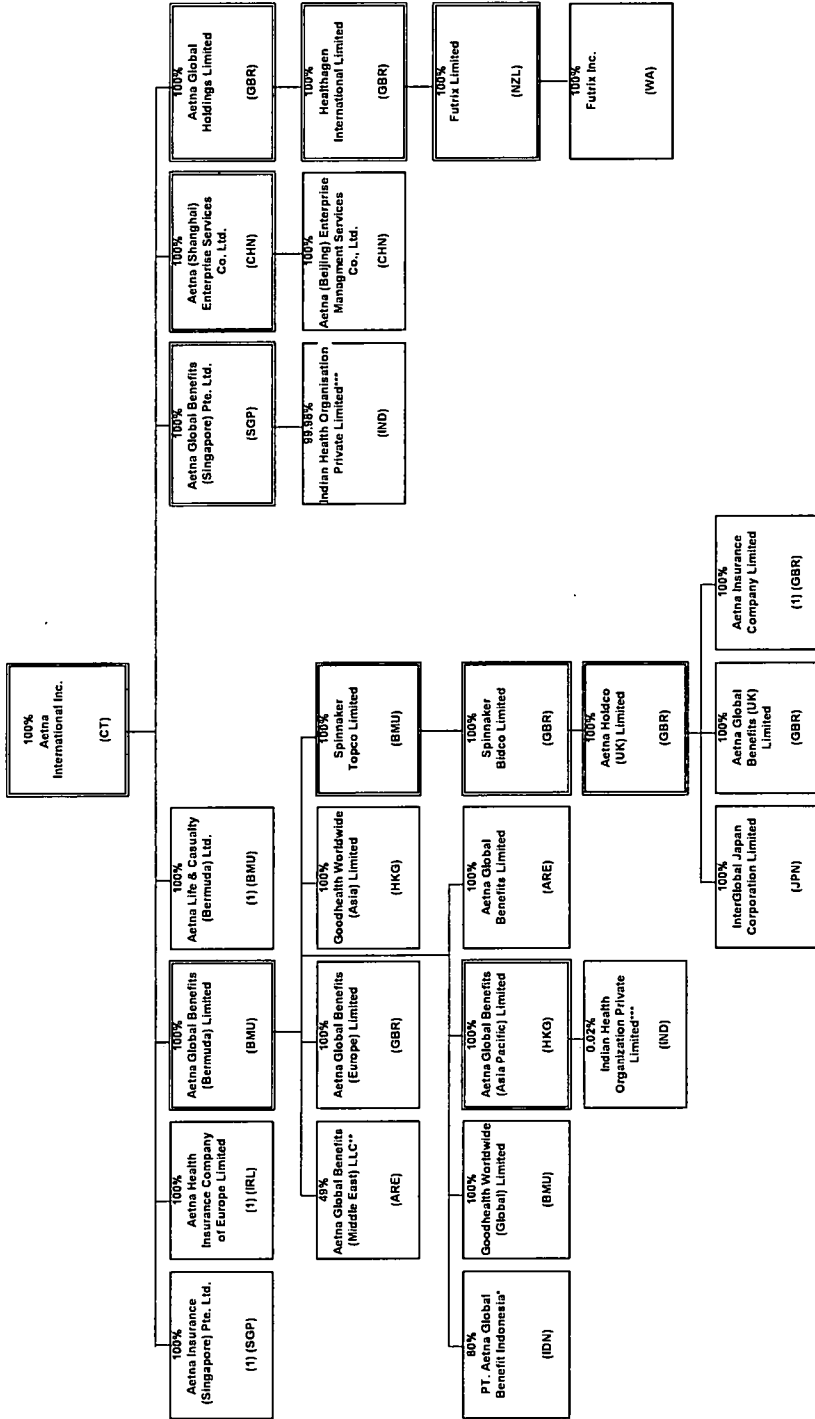 100%
Aetna
International Inc.
(CT)
100%
Aetna Insurance
(Singapore) Pte. Ltd.
(1) (SGP)
100%
Aetna Health
Insurance Company
of Europe Limited
(1) (IRL)
100%
Aetna Global Benefits
(Bermuda) Limited
(BMU)
100%
Aetna Life & Casualty
(Bermuda) Ltd.
(1) (BMU)
100%
Aetna Global Benefits
(Singapore) Pte. Ltd.
(SGP)
100%
Aetna (Shanghai)
Enterprise Services
Co. Ltd.
(CHN)
100%
Aetna Global
Holdings Limited
(GBR)
49%
Aetna Global Benefits
(Middle East) LLC**
(ARE)
100%
Aetna Global Benefits
(Europe) Limited
(GBR)
100%
Goodhealth Worldwide
(Asia) Limited
(HKG)
100%
Spinnaker
Topco Limited
(BMU)
99.98%
Indian Health Organisation
Private Limited***
(IND)
100%
Aetna (Beijing) Enterprise
Managment Services
Co., Ltd.
(CHN)
100%
Healthagen
International Limited
(GBR)
80%
PT. Aetna Global
Benefit Indonesia*
(IDN)
100%
Goodhealth Worldwide
(Global) Limited
(BMU)
100%
Aetna Global Benefits
(Asia Pacific) Limited
(HKG)
100%
Aetna Global
Benefits Limited
(ARE)
100%
Spinnaker
Bidco Limited
(GBR)
100%
Futrix Limited
(NZL)
0.02%
Indian Health
Organization Private
Limited***
(IND)
100%
Aetna Holdco
(UK) Limited
(GBR)
100%
Futrix Inc.
(WA)
100%
InterGlobal Japan
Corporation Limited
(JPN)
100%
Aetna Global
Benefits (UK)
Limited
(GBR)
100%
Aetna Insurance
Company Limited
(1) (GBR)